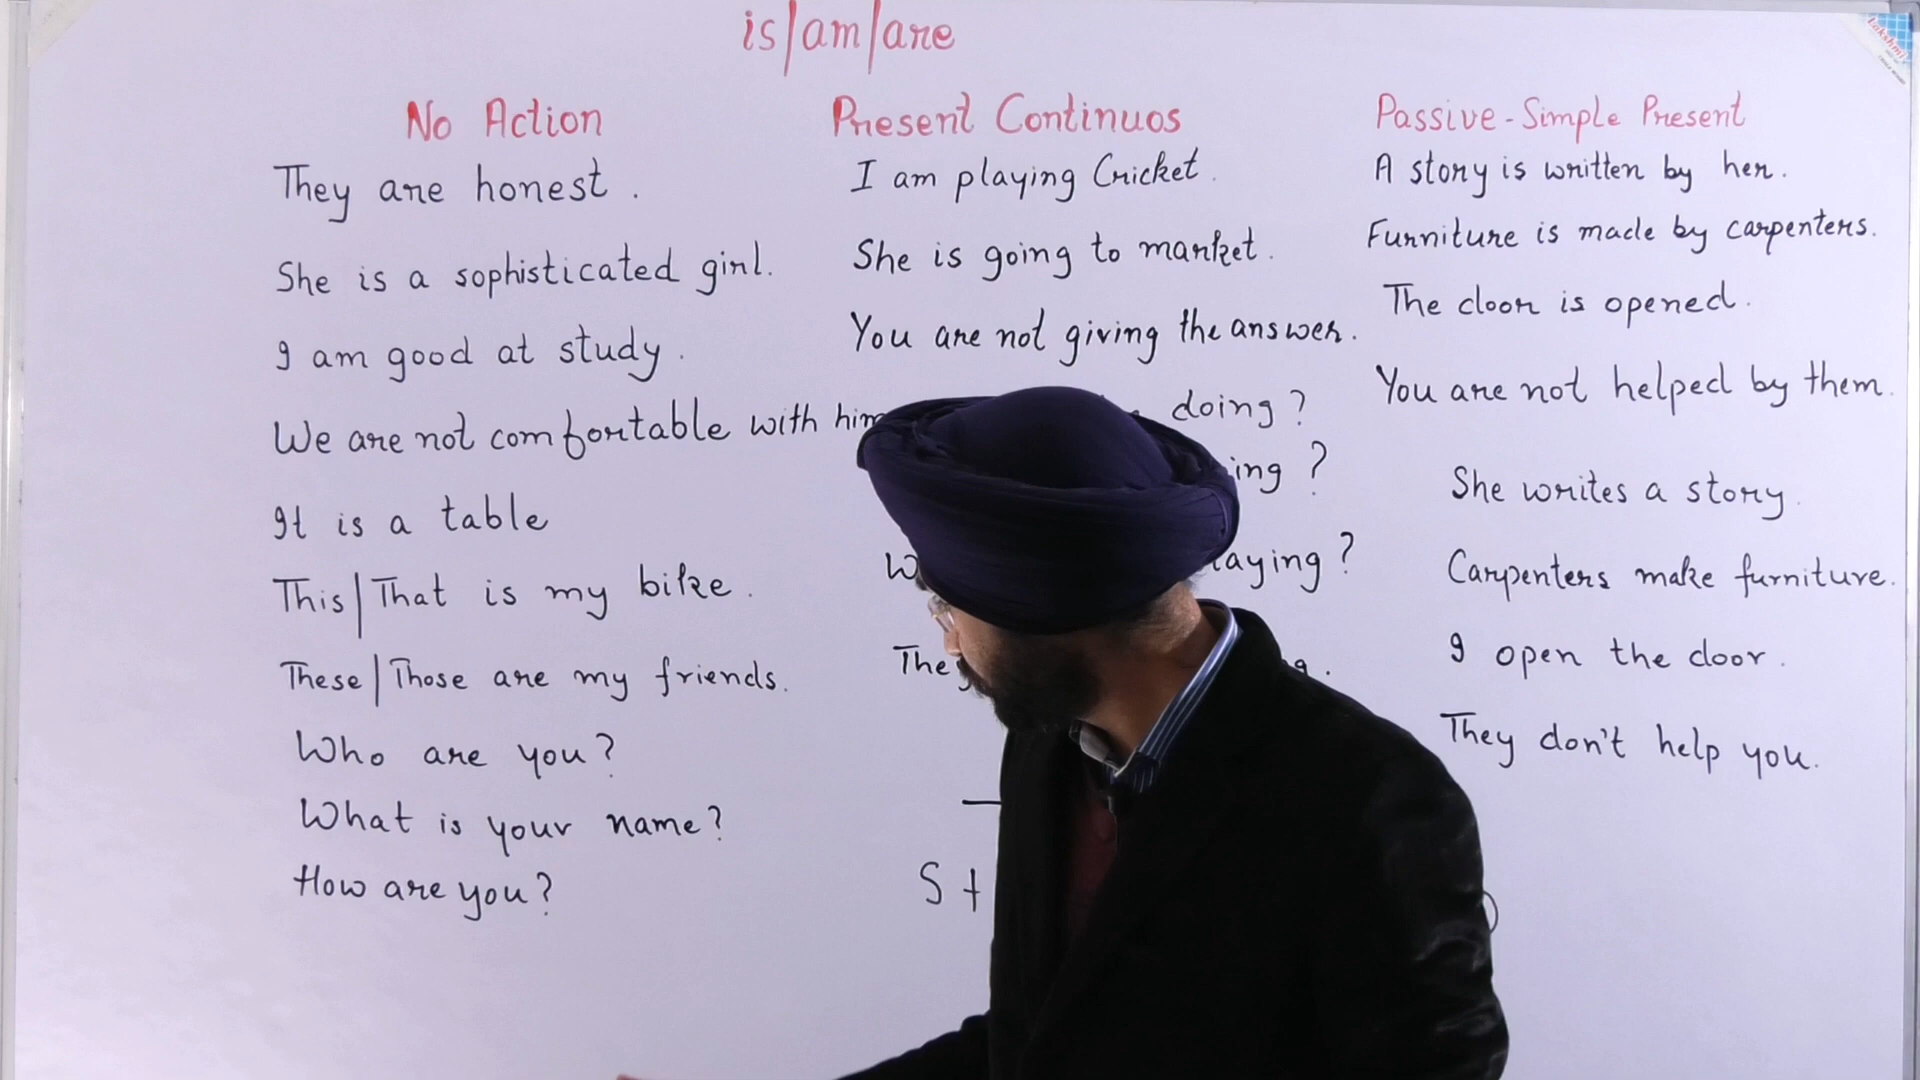 is/am/are
No Action
They are honest.
She is a sophisticated girl.
I am good at study.
We are not comfortable with him
It is a table
This/That is my bike.
These/Those are my friends.
Who are you?
What is your name?
How are you?
Present Continuos
I am playing Cricket.
She is going to market.
You are not giving the answer.
doing?
ing?
laying?
They
S +
Passive-Simple Present
A story is written by her.
Furniture is made by carpenters.
The door is opened.
You are not helped by them.
She writes a story.
Carpenters make furniture.
I open the door.
They don't help you.
Lakshmi